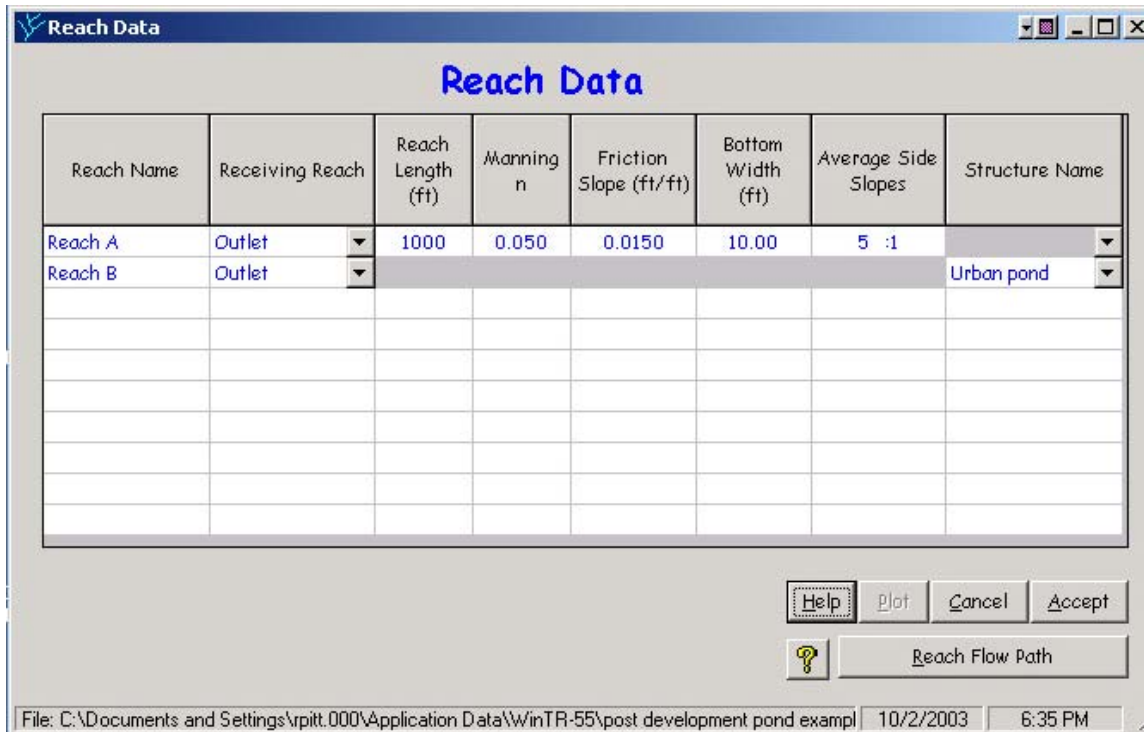 Reach Data
Reach Data
Reach Name
Receiving Reach
Reach Length (ft)
Manning n
Friction Slope (ft/ft)
Bottom Width (ft)
Average Side Slopes
Structure Name
Reach A Outlet 1000 0.050 0.0150 10.00 5 :1
Reach B Outlet Urban pond
Help Plot Cancel Accept
? Reach Flow Path
File: C:\Documents and Settings\rpitt.000\Application Data\WinTR-55\post development pond exampl 10/2/2003 6:35 PM